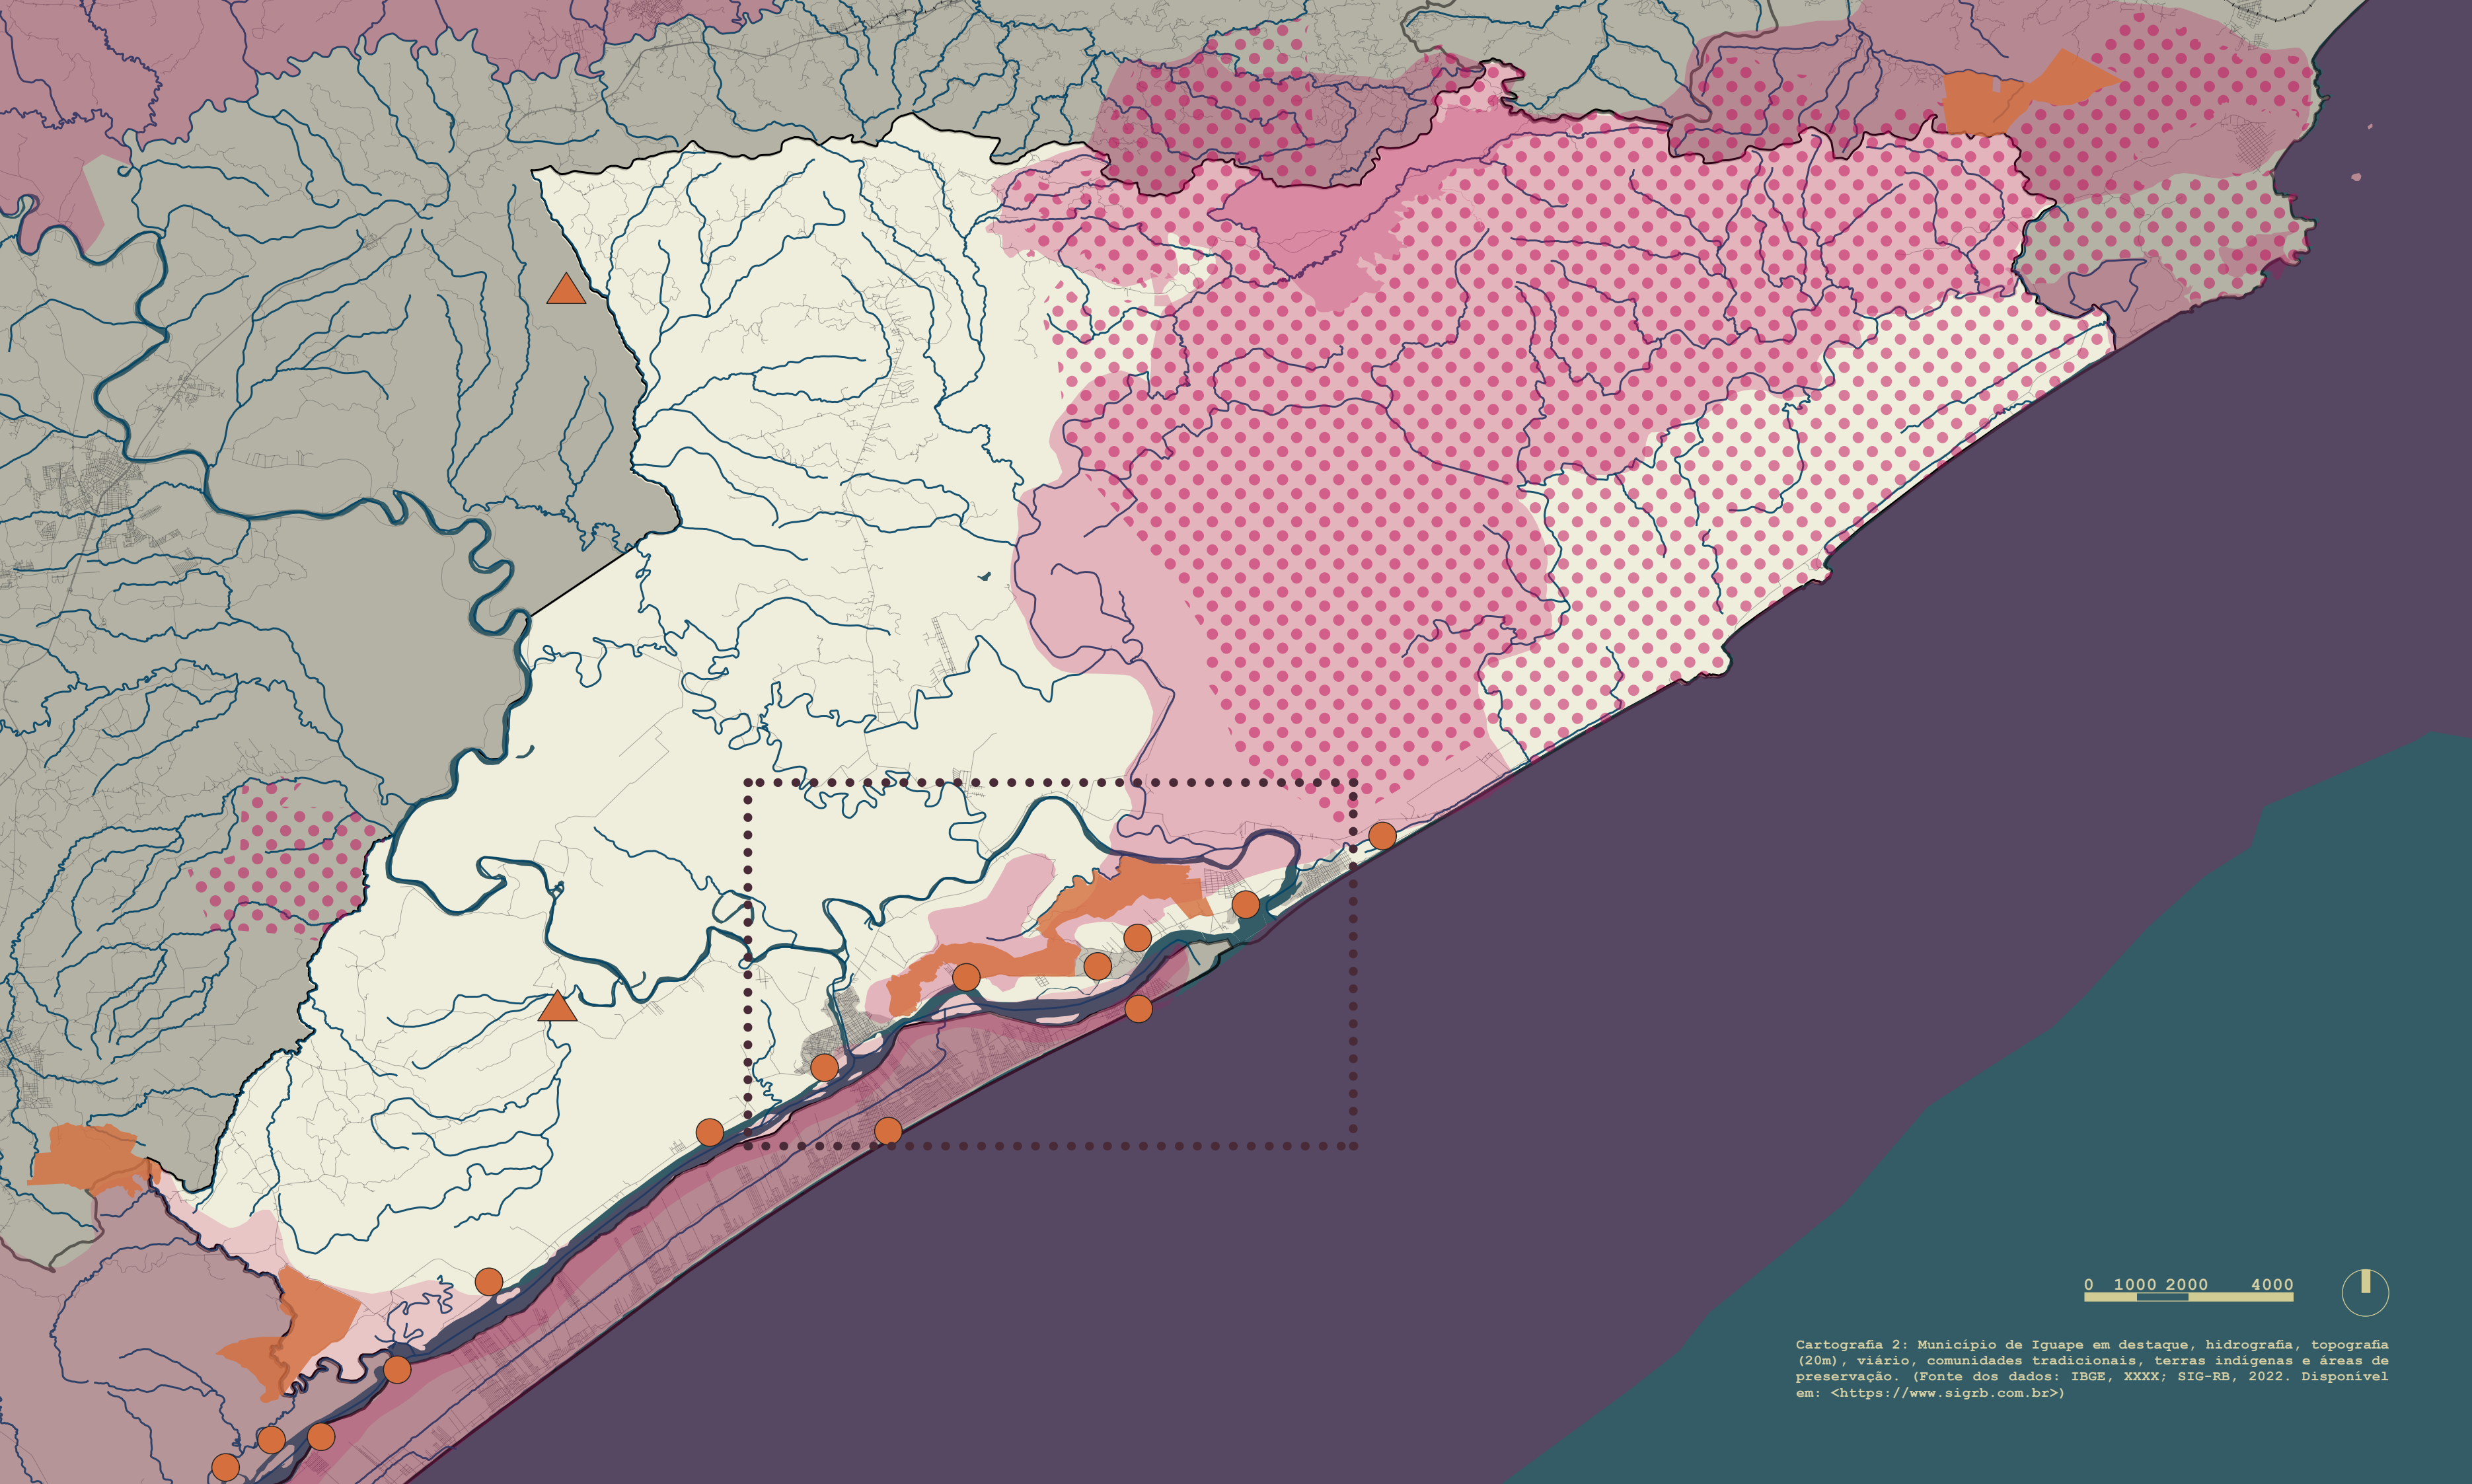 0 1000 2000 4000
Cartografia 2: Município de Iguape em destaque, hidrografia, topografia
(20m), viário, comunidades tradicionais, terras indígenas e áreas de
preservação. (Fonte dos dados: IBGE, XXXX; SIG-RB, 2022. Disponível
em: <https://www.sigrb.com.br>)